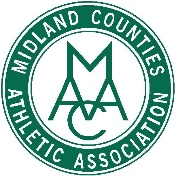 MIDLAND COUNTIES
ATHLETIC ASSOCIATION
MCAA